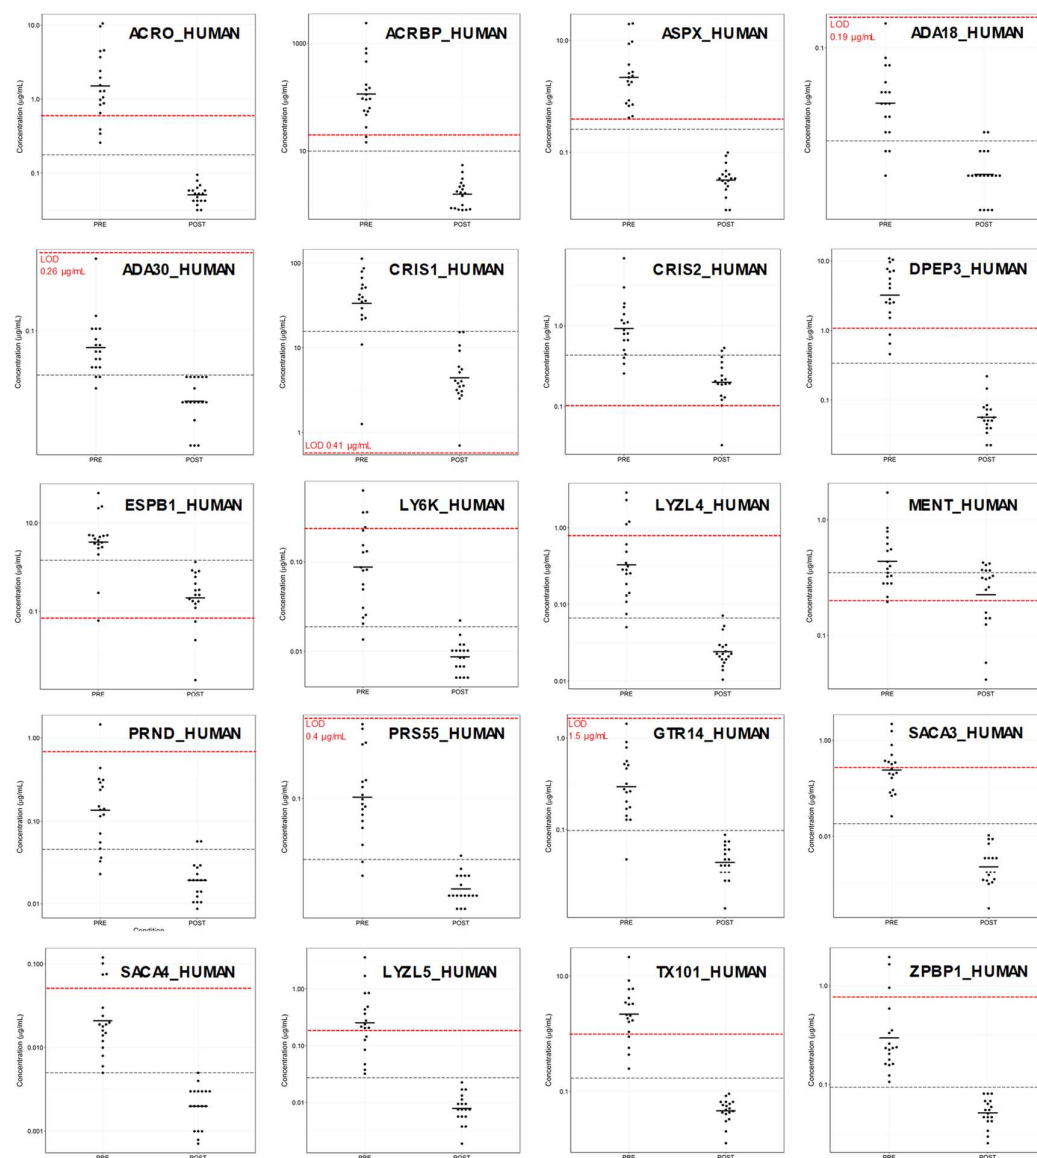 ACRO_HUMAN
Concentration (µg/mL)
10.0
1.0
0.1
PRE
POST
ACRBP_HUMAN
Concentration (µg/mL)
1000
10
PRE
POST
ASPX_HUMAN
Concentration (µg/mL)
10.0
0.1
PRE
POST
ADA18_HUMAN
LOD
0.19 µg/mL
Concentration (µg/mL)
0.1
PRE
POST
ADA30_HUMAN
LOD
0.26 µg/mL
Concentration (µg/mL)
0.1
PRE
POST
CRIS1_HUMAN
Concentration (µg/mL)
100
10
1
LOD 0.41 µg/mL
PRE
POST
CRIS2_HUMAN
Concentration (µg/mL)
1.0
0.1
PRE
POST
DPEP3_HUMAN
Concentration (µg/mL)
10.0
1.0
0.1
PRE
POST
ESPB1_HUMAN
Concentration (µg/mL)
10.0
0.1
PRE
POST
LY6K_HUMAN
Concentration (µg/mL)
0.10
0.01
PRE
POST
LYZL4_HUMAN
Concentration (µg/mL)
1.00
0.10
0.01
PRE
POST
MENT_HUMAN
Concentration (µg/mL)
1.0
0.1
PRE
POST
PRND_HUMAN
Concentration (µg/mL)
1.00
0.10
0.01
PRE
POST
Condition
PRS55_HUMAN
LOD
0.4 µg/mL
Concentration (µg/mL)
0.1
PRE
POST
GTR14_HUMAN
LOD
1.5 µg/mL
Concentration (µg/mL)
1.0
0.1
PRE
POST
SACA3_HUMAN
Concentration (µg/mL)
1.00
0.01
PRE
POST
SACA4_HUMAN
Concentration (µg/mL)
0.100
0.010
0.001
PRE
POST
LYZL5_HUMAN
Concentration (µg/mL)
1.00
0.01
PRE
POST
TX101_HUMAN
Concentration (µg/mL)
10.0
0.1
PRE
POST
ZPBP1_HUMAN
Concentration (µg/mL)
1.0
0.1
PRE
POST